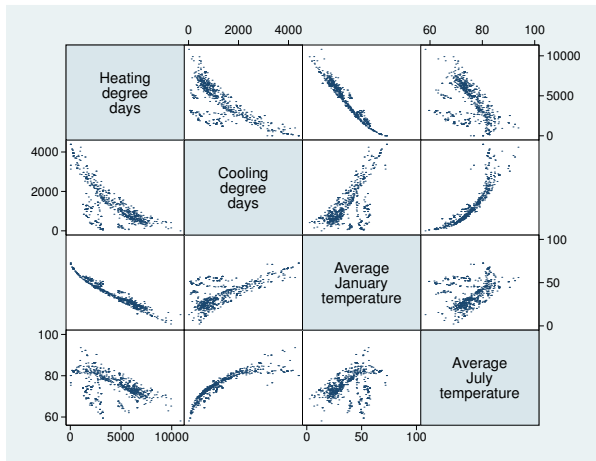 0 2000 4000 60 80 100
Heating
degree
days
10000
5000
0
4000
2000
0
Cooling
degree
days
Average
January
temperature
100
50
0
100
80
60
Average
July
temperature
0 5000 10000 0 50 100